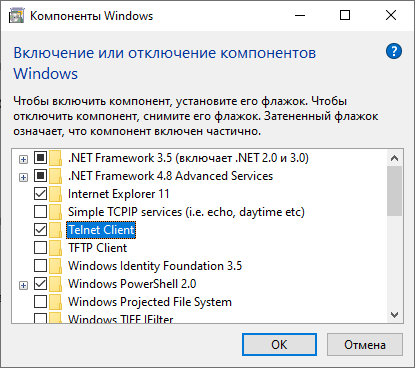 Компоненты Windows
Включение или отключение компонентов
Windows
Чтобы включить компонент, установите его флажок. Чтобы
отключить компонент, снимите его флажок. Затененный флажок
означает, что компонент включен частично.
.NET Framework 3.5 (включает .NET 2.0 и 3.0)
.NET Framework 4.8 Advanced Services
Internet Explorer 11
Simple TCPIP services (i.e. echo, daytime etc)
Telnet Client
TFTP Client
Windows Identity Foundation 3.5
Windows PowerShell 2.0
Windows Projected File System
Windows TIFF IFilter
ОК
Отмена